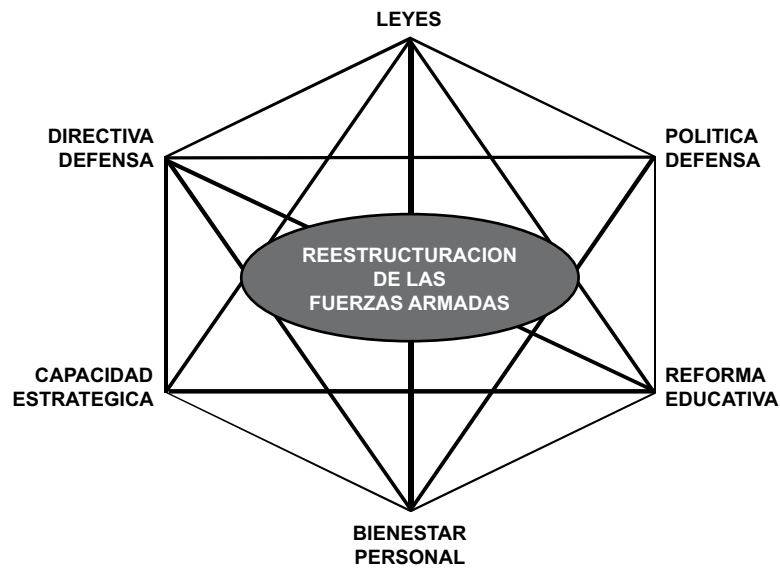 LEYES
DIRECTIVA
DEFENSA
POLITICA
DEFENSA
REESTRUCTURACION
DE LAS
FUERZAS ARMADAS
CAPACIDAD
ESTRATEGICA
REFORMA
EDUCATIVA
BIENESTAR
PERSONAL